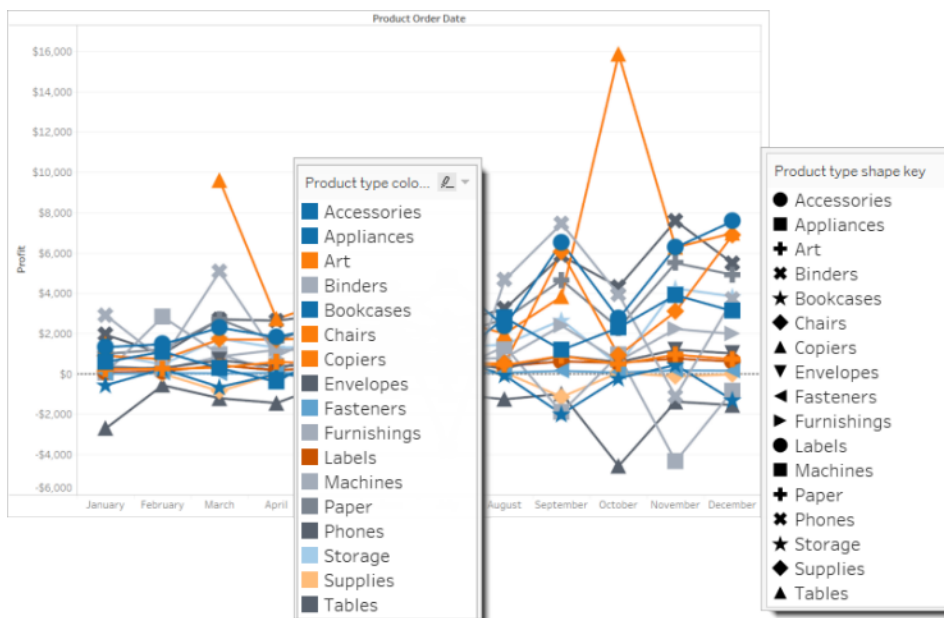 Product Order Date
$16,000
$14,000
$12,000
$10,000
$8,000
$6,000
$4,000
$2,000
$0
-$2,000
-$4,000
-$6,000
Profit
January February March April August September October November December
Product type colo...
Accessories
Appliances
Art
Binders
Bookcases
Chairs
Copiers
Envelopes
Fasteners
Furnishings
Labels
Machines
Paper
Phones
Storage
Supplies
Tables
Product type shape key
Accessories
Appliances
Art
Binders
Bookcases
Chairs
Copiers
Envelopes
Fasteners
Furnishings
Labels
Machines
Paper
Phones
Storage
Supplies
Tables